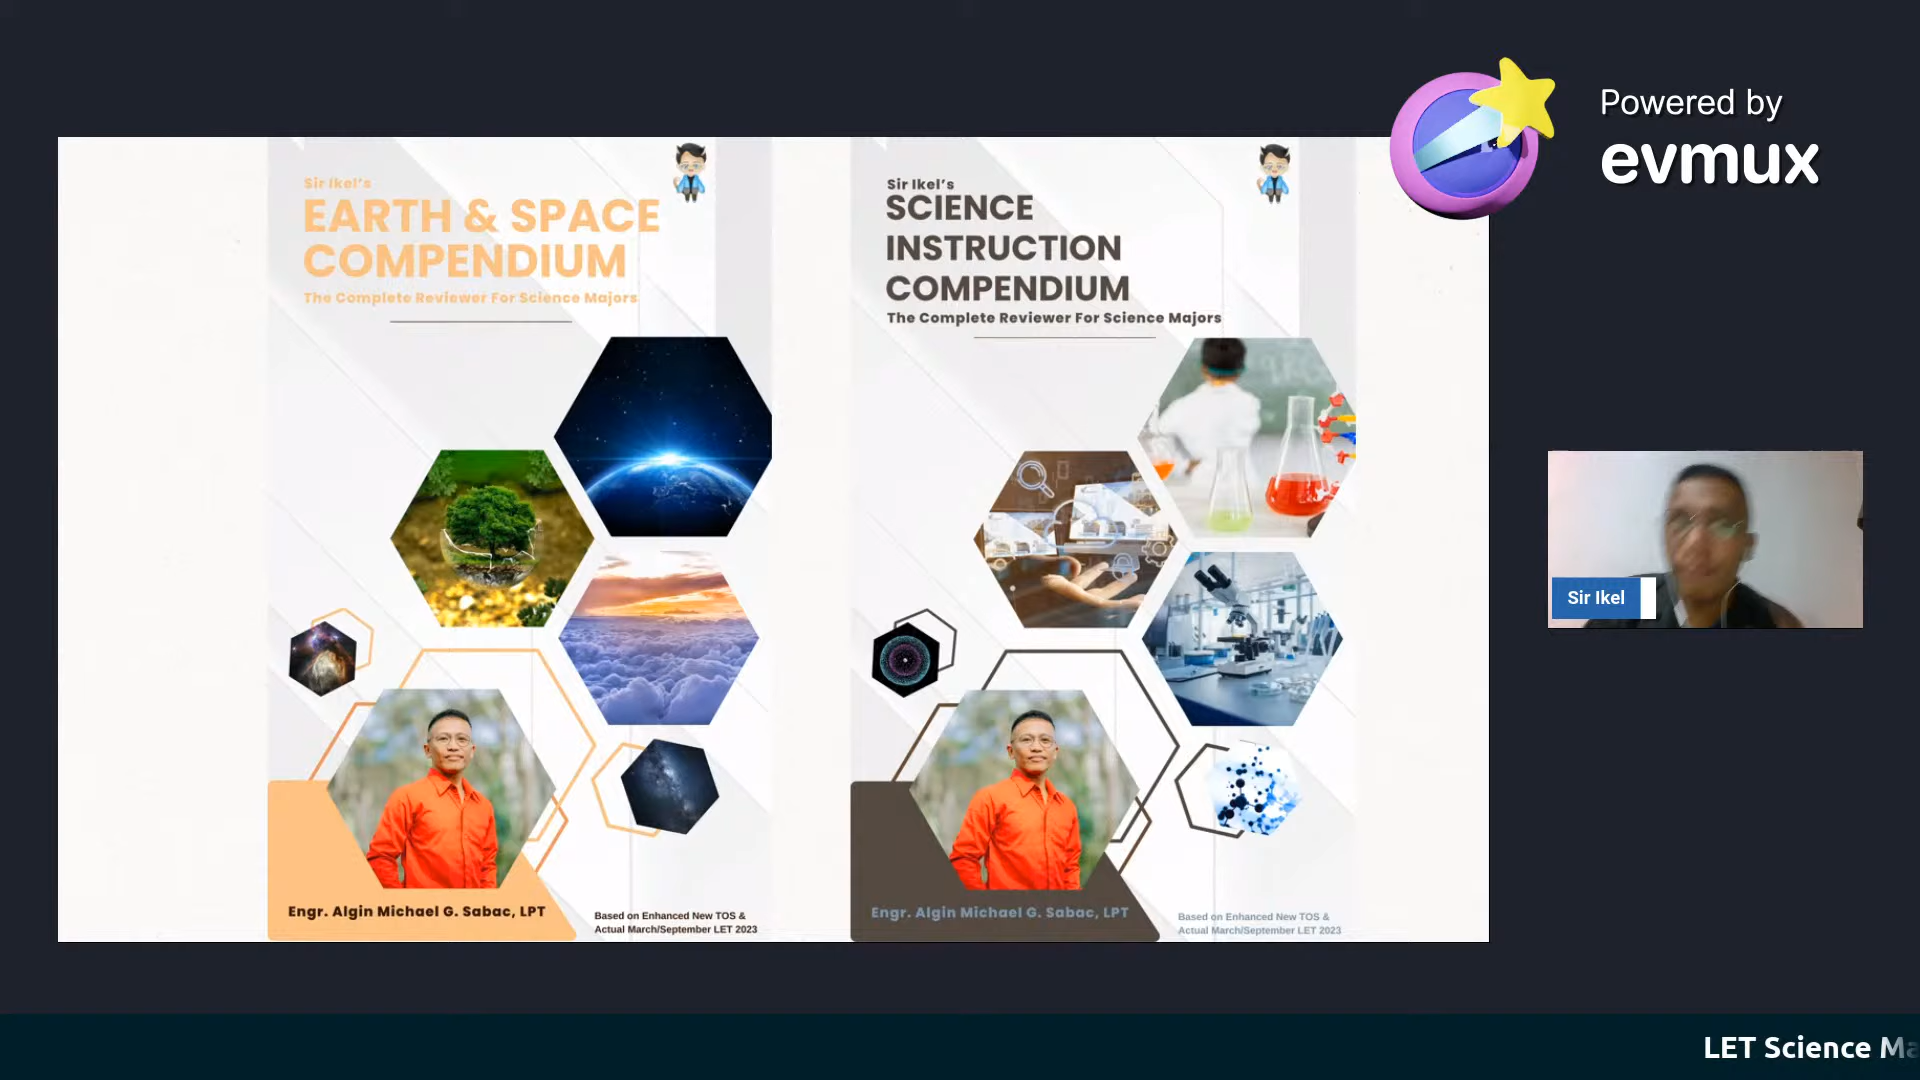 Powered by
evmux
Sir Ikel's
EARTH & SPACE
COMPENDIUM
The Complete Reviewer For Science Majors
Engr. Algin Michael G. Sabac, LPT
Based on Enhanced New TOS &
Actual March/September LET 2023
Sir Ikel's
SCIENCE
INSTRUCTION
COMPENDIUM
The Complete Reviewer For Science Majors
Engr. Algin Michael G. Sabac, LPT
Based on Enhanced New TOS &
Actual March/September LET 2023
Sir Ikel
LET Science